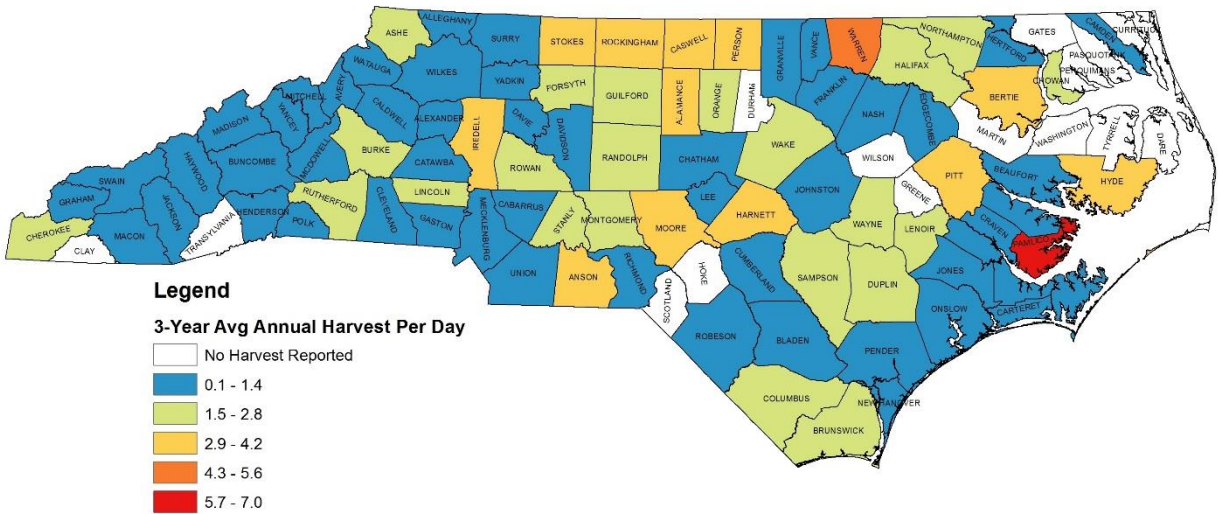 ALLEGHANY
ASHE
SURRY
STOKES
ROCKINGHAM
CASWELL
PERSON
GRANVILLE
VANCE
WARREN
NORTHAMPTON
HERTFORD
GATES
CAMDEN
CURRITUCK
WATAUGA
WILKES
YADKIN
FORSYTH
GUILFORD
ALAMANCE
ORANGE
DURHAM
FRANKLIN
HALIFAX
BERTIE
CHOWAN
PERQUIMANS
PASQUOTANK
MITCHELL
AVERY
CALDWELL
ALEXANDER
IREDELL
DAVIE
DAVIDSON
RANDOLPH
CHATHAM
WAKE
NASH
EDGECOMBE
MARTIN
WASHINGTON
TYRRELL
DARE
MADISON
YANCEY
MCDOWELL
BURKE
CATAWBA
ROWAN
WILSON
PITT
BEAUFORT
HYDE
SWAIN
HAYWOOD
BUNCOMBE
RUTHERFORD
LINCOLN
CABARRUS
STANLY
MONTGOMERY
MOORE
LEE
HARNETT
JOHNSTON
GREENE
GRAHAM
JACKSON
HENDERSON
POLK
CLEVELAND
GASTON
MECKLENBURG
WAYNE
LENOIR
CRAVEN
PAMLICO
CHEROKEE
CLAY
MACON
TRANSYLVANIA
UNION
ANSON
RICHMOND
SCOTLAND
HOKE
CUMBERLAND
SAMPSON
DUPLIN
JONES
ONSLOW
CARTERET
ROBESON
BLADEN
PENDER
COLUMBUS
NEW HANOVER
BRUNSWICK
Legend
3-Year Avg Annual Harvest Per Day
No Harvest Reported
0.1 - 1.4
1.5 - 2.8
2.9 - 4.2
4.3 - 5.6
5.7 - 7.0